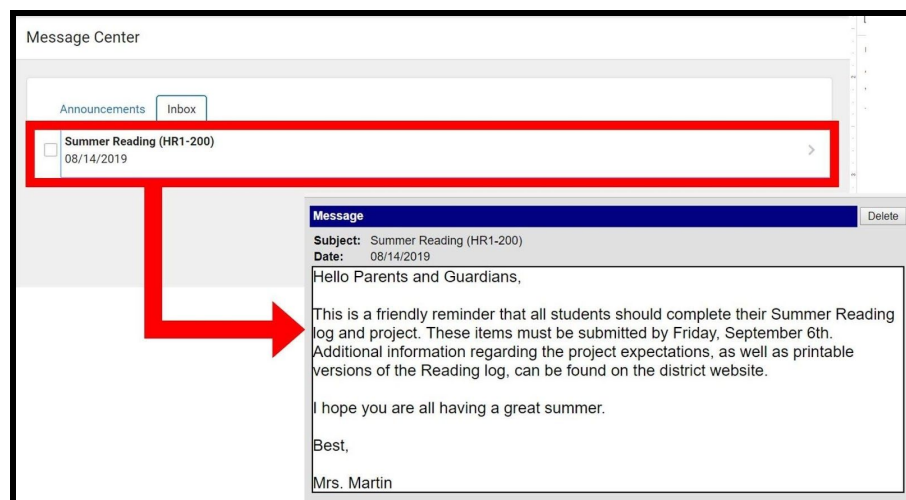 Message Center
Announcements
Inbox
Summer Reading (HR1-200)
08/14/2019
Message
Delete
Subject: Summer Reading (HR1-200)
Date: 08/14/2019
Hello Parents and Guardians,
This is a friendly reminder that all students should complete their Summer Reading
log and project. These items must be submitted by Friday, September 6th.
Additional information regarding the project expectations, as well as printable
versions of the Reading log, can be found on the district website.
I hope you are all having a great summer.
Best,
Mrs. Martin